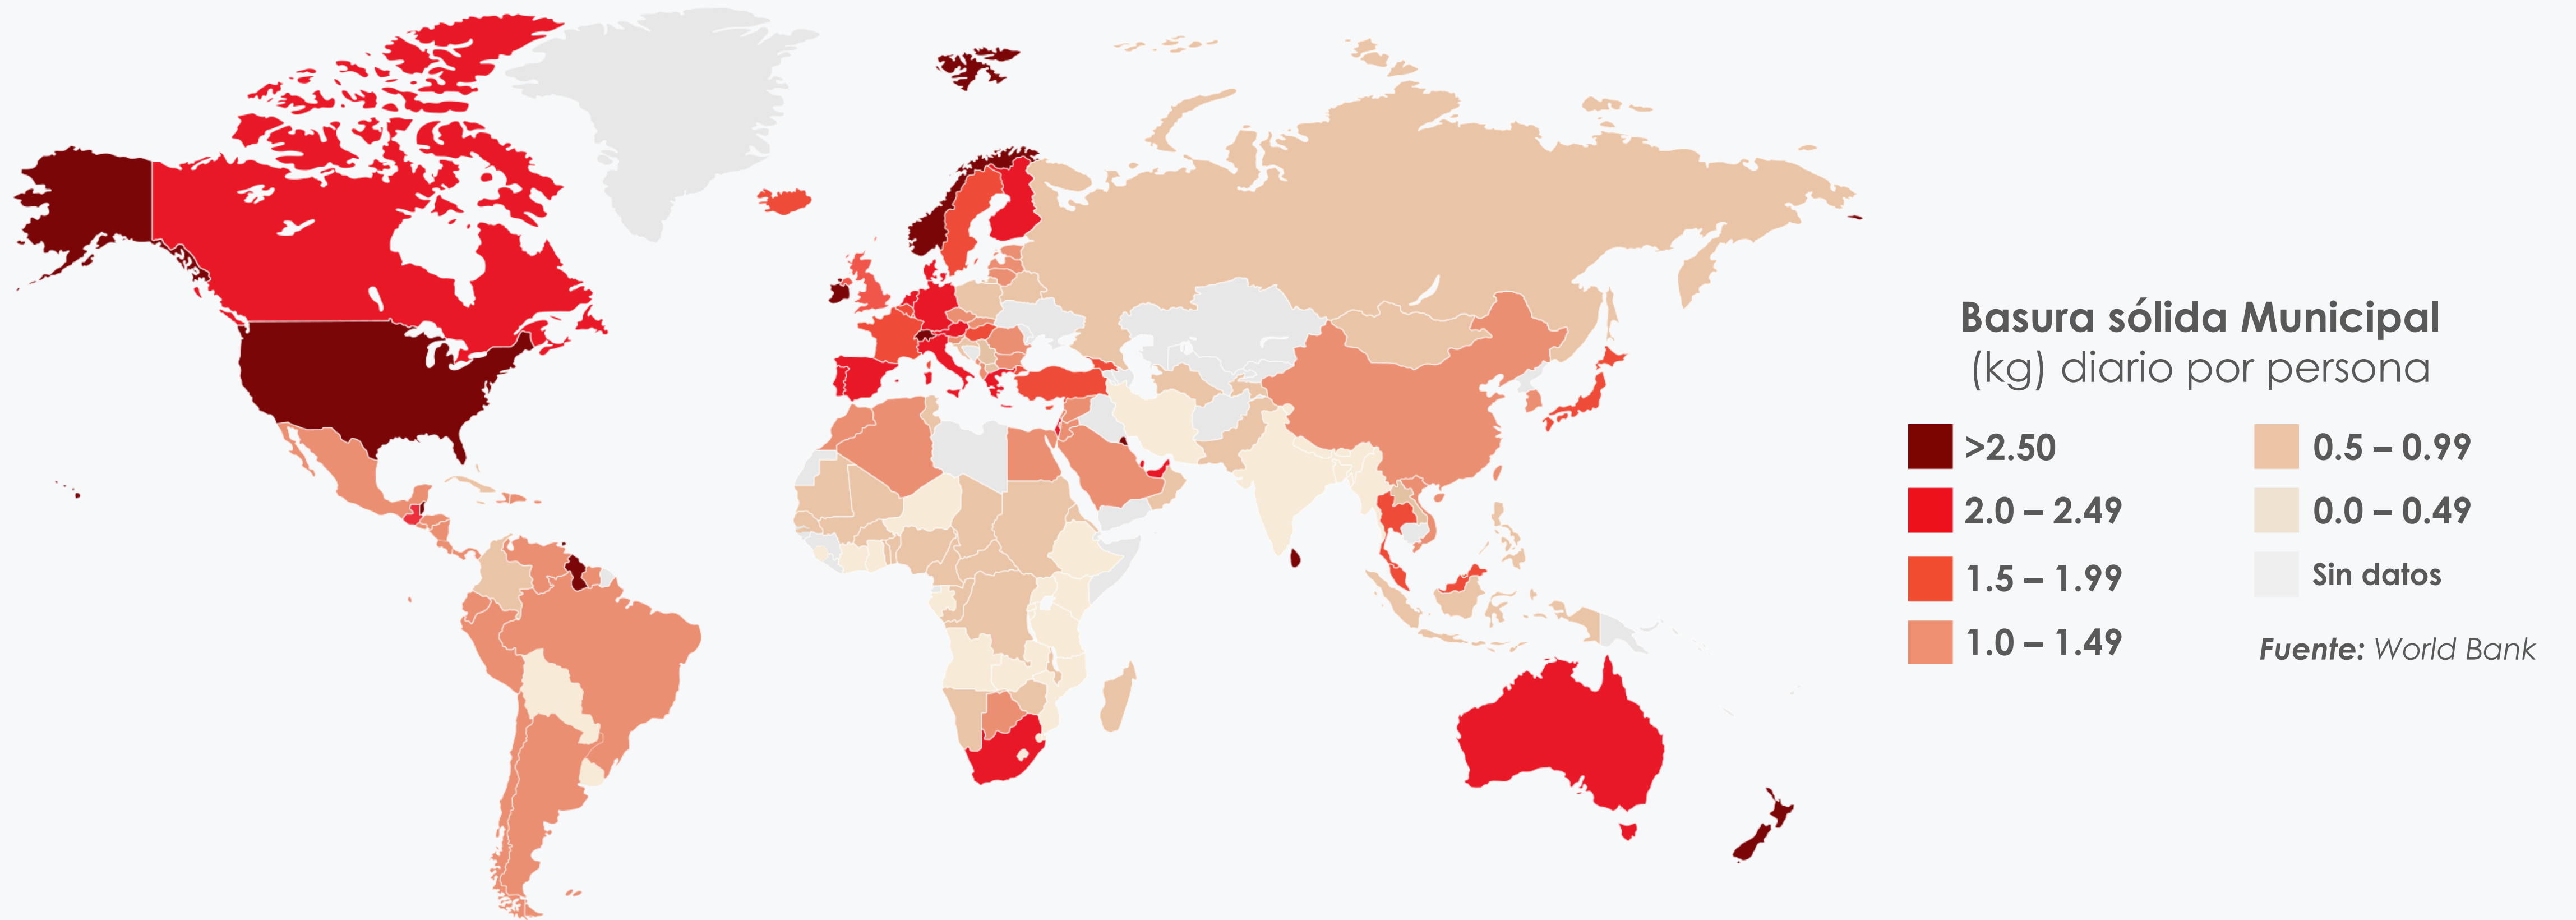 Basura sólida Municipal
(kg) diario por persona
>2.50
2.0 – 2.49
1.5 – 1.99
1.0 – 1.49
0.5 – 0.99
0.0 – 0.49
Sin datos
Fuente: World Bank